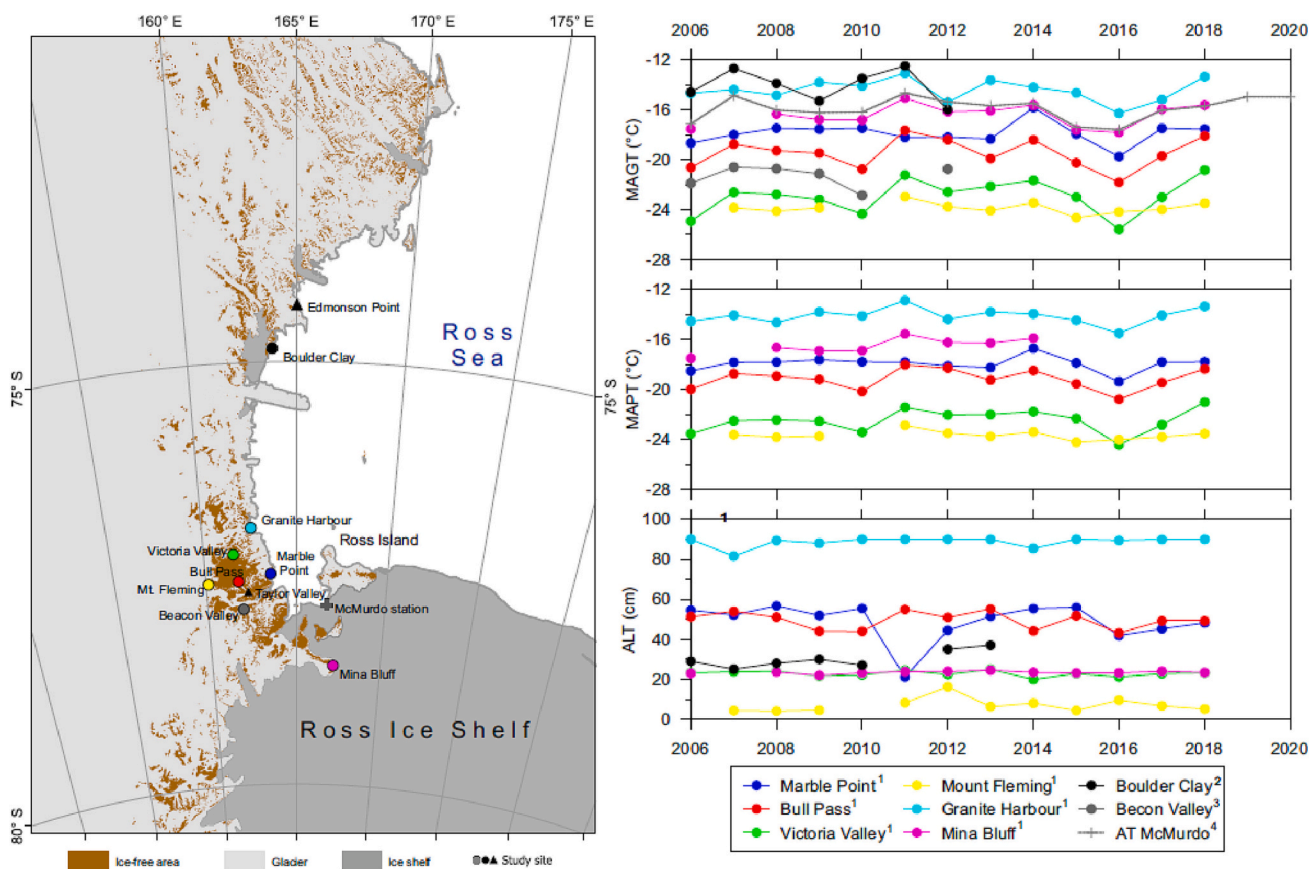 160° E
165° E
170° E
175° E
Edmonson Point
Ross
Sea
Boulder Clay
75° S
75° S
Granite Harbour
Victoria Valley
Marble
Point
Ross Island
Bull Pass
Mt. Fleming
Taylor Valley
McMurdo station
Beacon Valley
Mina Bluff
Ross Ice Shelf
80° S
Ice-free area
Glacier
Ice shelf
Study site
2006 2008 2010 2012 2014 2016 2018 2020
-12
-16
-20
-24
-28
MAGT (°C)
-12
-16
-20
-24
-28
MAPT (°C)
100
80
60
40
20
0
ALT (cm)
1
2006 2008 2010 2012 2014 2016 2018 2020
Marble Point¹ Mount Fleming¹ Boulder Clay²
Bull Pass¹ Granite Harbour¹ Becon Valley³
Victoria Valley¹ Mina Bluff¹ AT McMurdo⁴